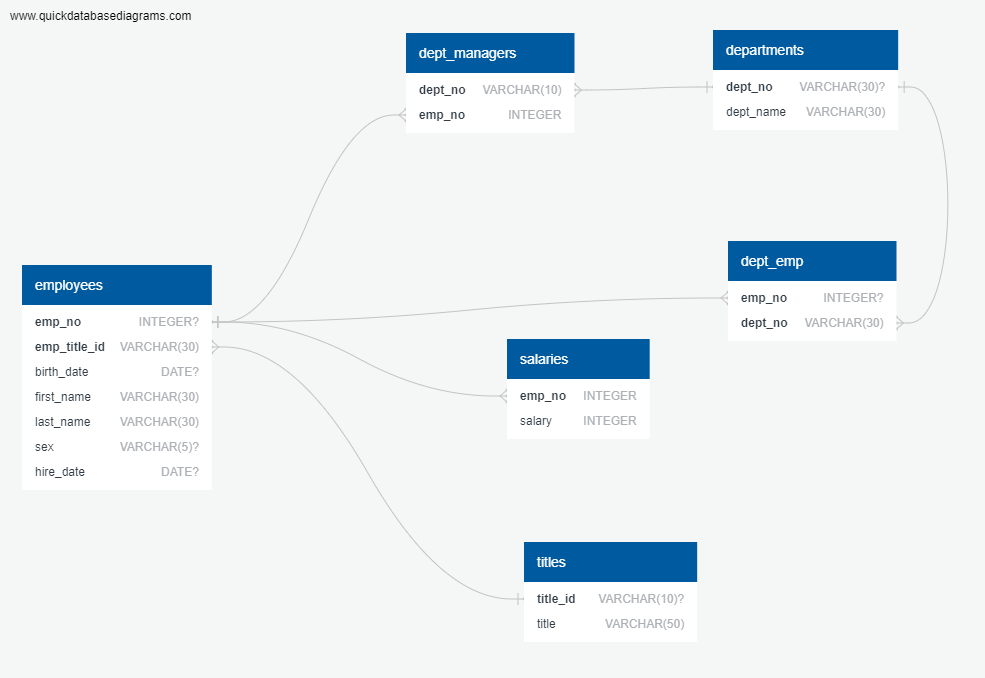 www.quickdatabasediagrams.com
dept_managers
dept_no VARCHAR(10)
emp_no INTEGER
departments
dept_no VARCHAR(30)?
dept_name VARCHAR(30)
employees
emp_no INTEGER?
emp_title_id VARCHAR(30)
birth_date DATE?
first_name VARCHAR(30)
last_name VARCHAR(30)
sex VARCHAR(5)?
hire_date DATE?
dept_emp
emp_no INTEGER?
dept_no VARCHAR(30)
salaries
emp_no INTEGER
salary INTEGER
titles
title_id VARCHAR(10)?
title VARCHAR(50)